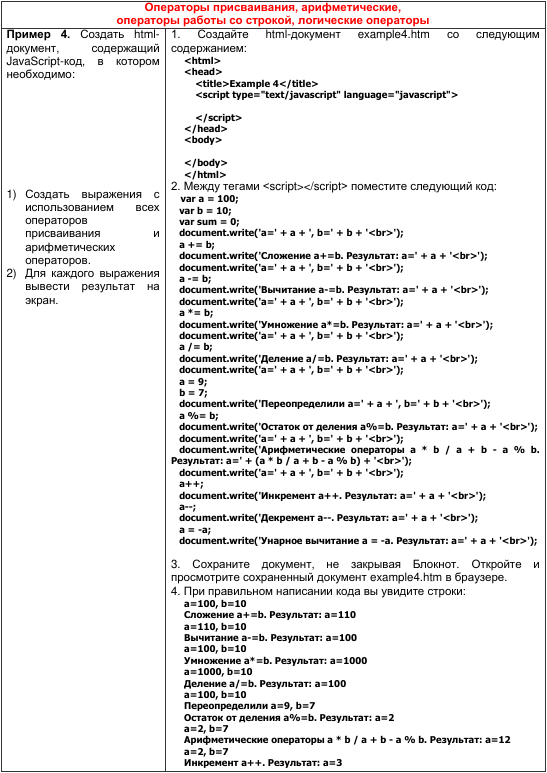 Операторы присваивания, арифметические,
операторы работы со строкой, логические операторы
Пример 4. Создать html-
документ, содержащий
JavaScript-код, в котором
необходимо:
1) Создать выражения с
использованием всех
операторов
присваивания и
арифметических
операторов.
2) Для каждого выражения
вывести результат на
экран.
1. Создайте html-документ example4.htm со следующим
содержанием:
<html>
<head>
<title>Example 4</title>
<script type="text/javascript" language="javascript">
</script>
</head>
<body>
</body>
</html>
2. Между тегами <script></script> поместите следующий код:
var a = 100;
var b = 10;
var sum = 0;
document.write('a=' + a + ', b=' + b + '<br>');
a += b;
document.write('Сложение a+=b. Результат: a=' + a + '<br>');
document.write('a=' + a + ', b=' + b + '<br>');
a -= b;
document.write('Вычитание a-=b. Результат: a=' + a + '<br>');
document.write('a=' + a + ', b=' + b + '<br>');
a *= b;
document.write('Умножение a*=b. Результат: a=' + a + '<br>');
document.write('a=' + a + ', b=' + b + '<br>');
a /= b;
document.write('Деление a/=b. Результат: a=' + a + '<br>');
document.write('a=' + a + ', b=' + b + '<br>');
a = 9;
b = 7;
document.write('Переопределили a=' + a + ', b=' + b + '<br>');
a %= b;
document.write('Остаток от деления a%=b. Результат: a=' + a + '<br>');
document.write('a=' + a + ', b=' + b + '<br>');
document.write('Арифметические операторы a * b / a + b - a % b.
Результат: a=' + (a * b / a + b - a % b) + '<br>');
document.write('a=' + a + ', b=' + b + '<br>');
a++;
document.write('Инкремент a++. Результат: a=' + a + '<br>');
a--;
document.write('Декремент a--. Результат: a=' + a + '<br>');
a = -a;
document.write('Унарное вычитание a = -a. Результат: a=' + a + '<br>');
3. Сохраните документ, не закрывая Блокнот. Откройте и
просмотрите сохраненный документ example4.htm в браузере.
4. При правильном написании кода вы увидите строки:
a=100, b=10
Сложение a+=b. Результат: a=110
a=110, b=10
Вычитание a-=b. Результат: a=100
a=100, b=10
Умножение a*=b. Результат: a=1000
a=1000, b=10
Деление a/=b. Результат: a=100
a=100, b=10
Переопределили a=9, b=7
Остаток от деления a%=b. Результат: a=2
a=2, b=7
Арифметические операторы a * b / a + b - a % b. Результат: a=12
a=2, b=7
Инкремент a++. Результат: a=3